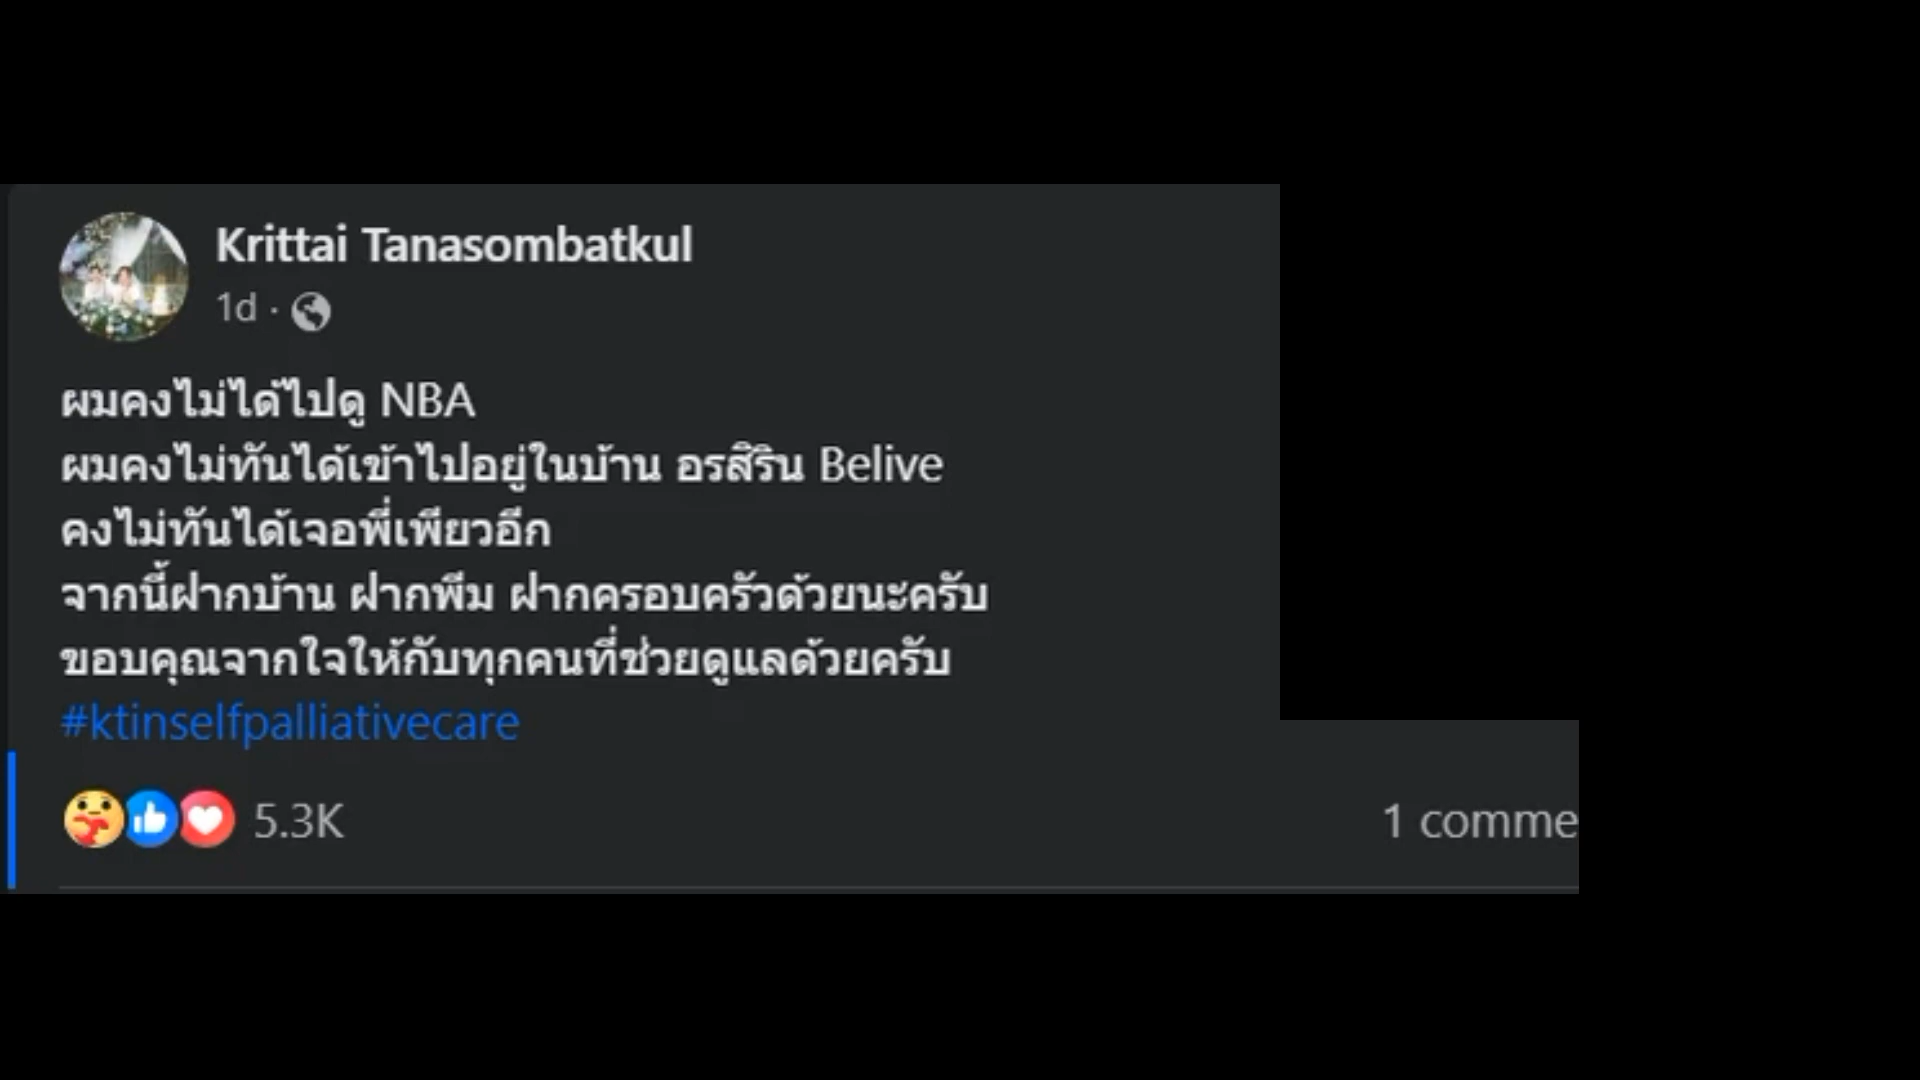 Krittai Tanasombatkul
1d ·
ผมคงไม่ได้ไปดู NBA
ผมคงไม่ทันได้เข้าไปอยู่ในบ้าน อรสิริน Belive
คงไม่ทันได้เจอพี่เพียวอีก
จากนี้ฝากบ้าน ฝากพีม ฝากครอบครัวด้วยนะครับ
ขอบคุณจากใจให้กับทุกคนที่ช่วยดูแลด้วยครับ
#ktinselfpalliativecare
5.3K 1 comme